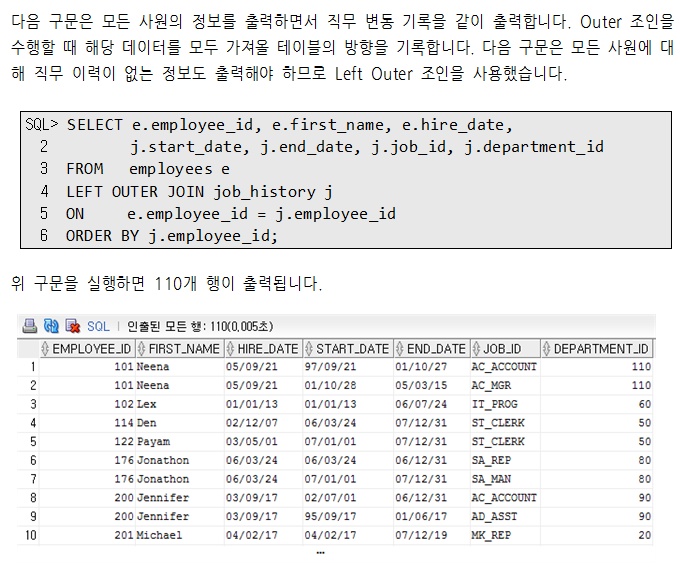 다음 구문은 모든 사원의 정보를 출력하면서 직무 변동 기록을 같이 출력합니다. Outer 조인을
수행할 때 해당 데이터를 모두 가져올 테이블의 방향을 기록합니다. 다음 구문은 모든 사원에 대
해 직무 이력이 없는 정보도 출력해야 하므로 Left Outer 조인을 사용했습니다.
SQL> SELECT e.employee_id, e.first_name, e.hire_date,
2 j.start_date, j.end_date, j.job_id, j.department_id
3 FROM employees e
4 LEFT OUTER JOIN job_history j
5 ON e.employee_id = j.employee_id
6 ORDER BY j.employee_id;
위 구문을 실행하면 110개 행이 출력됩니다.
SQL | 인출된 모든 행: 110(0,005초)
EMPLOYEE_ID FIRST_NAME HIRE_DATE START_DATE END_DATE JOB_ID DEPARTMENT_ID
1 101 Neena 05/09/21 97/09/21 01/10/27 AC_ACCOUNT 110
2 101 Neena 05/09/21 01/10/28 05/03/15 AC_MGR 110
3 102 Lex 01/01/13 01/01/13 06/07/24 IT_PROG 60
4 114 Den 02/12/07 06/03/24 07/12/31 ST_CLERK 50
5 122 Payam 03/05/01 07/01/01 07/12/31 ST_CLERK 50
6 176 Jonathon 06/03/24 06/03/24 06/12/31 SA_REP 80
7 176 Jonathon 06/03/24 07/01/01 07/12/31 SA_MAN 80
8 200 Jennifer 03/09/17 02/07/01 06/12/31 AC_ACCOUNT 90
9 200 Jennifer 03/09/17 95/09/17 01/06/17 AD_ASST 90
10 201 Michael 04/02/17 04/02/17 07/12/19 MK_REP 20
…